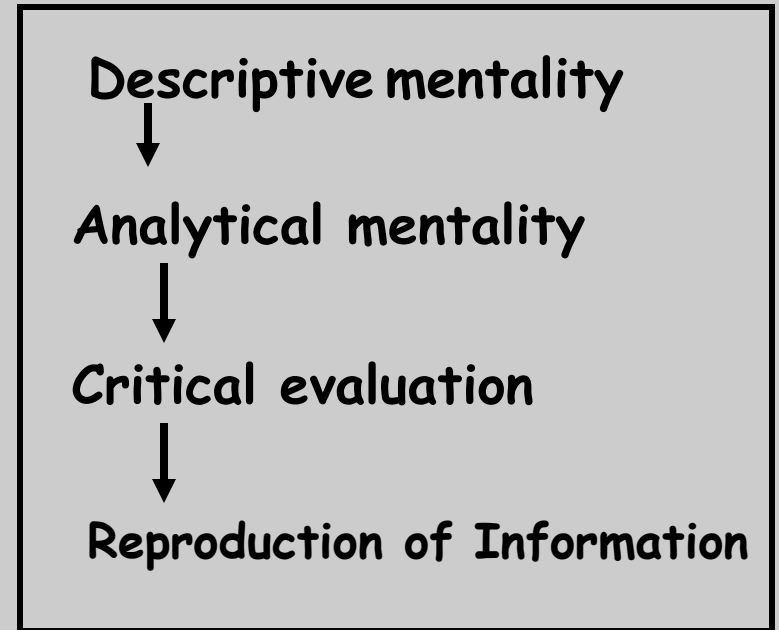 Descriptive mentality
Analytical mentality
Critical evaluation
Reproduction of Information